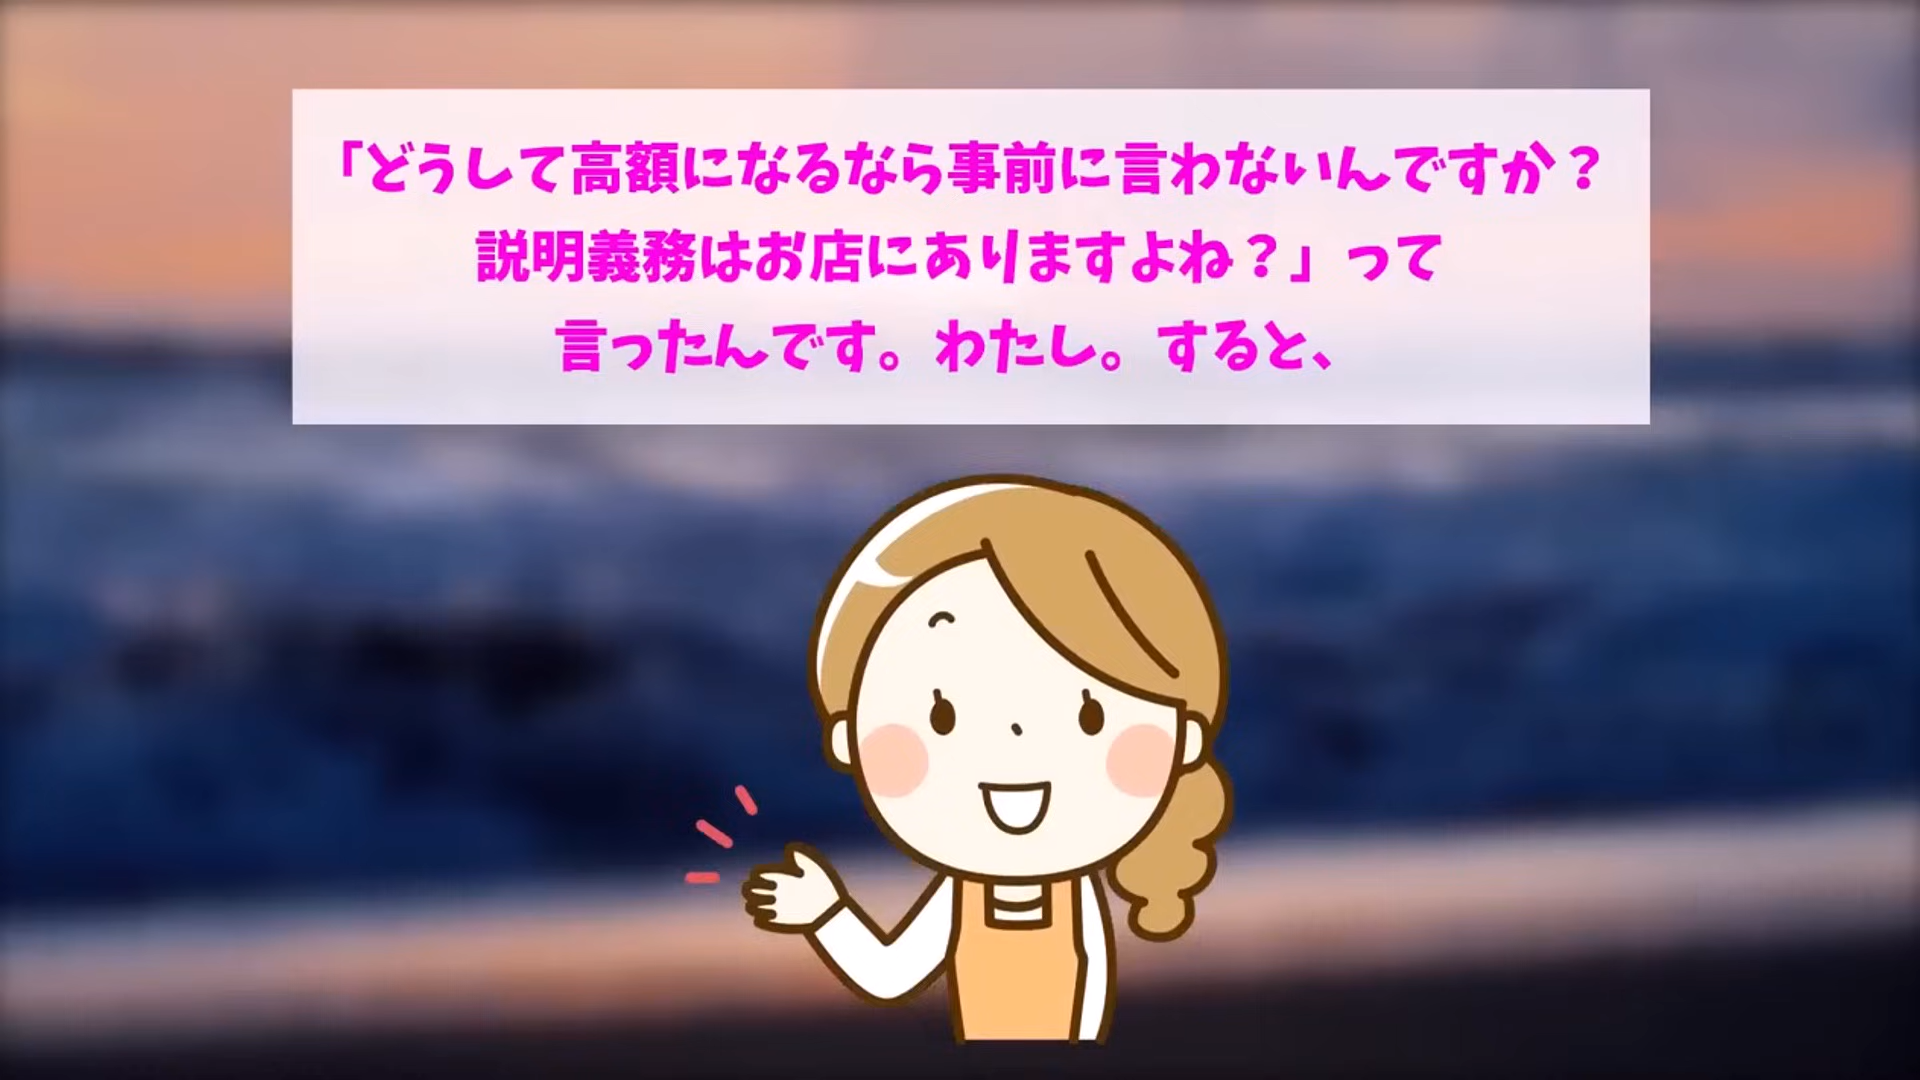 「どうして高額になるなら事前に言わないんですか？
説明義務はお店にありますよね？」って
言ったんです。わたし。すると、